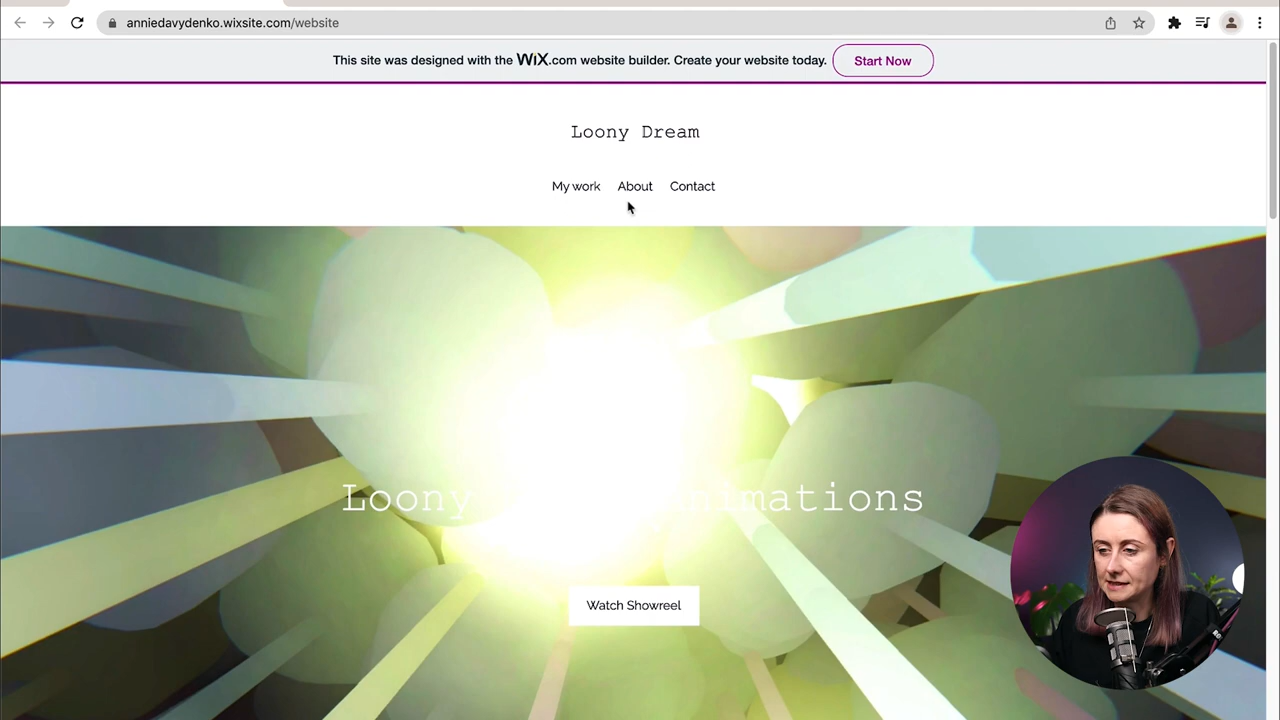 anniedavydenko.wixsite.com/website
This site was designed with the WiX.com website builder. Create your website today.
Start Now
Loony Dream
My work About Contact
Loony nimations
Watch Showreel